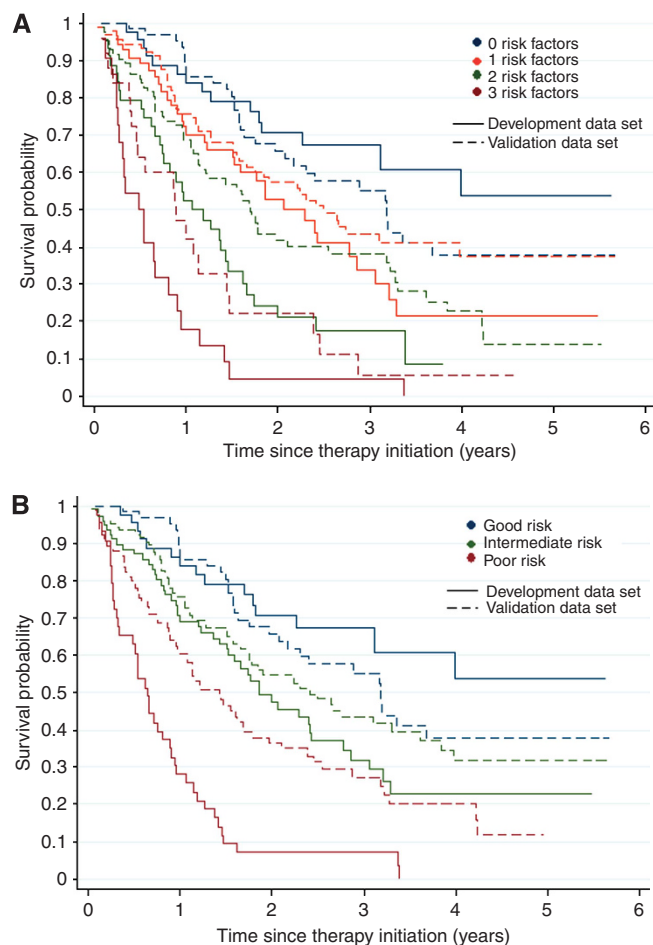 A
0 risk factors
1 risk factors
2 risk factors
3 risk factors
Development data set
Validation data set
Survival probability
1
0.9
0.8
0.7
0.6
0.5
0.4
0.3
0.2
0.1
0
0 1 2 3 4 5 6
Time since therapy initiation (years)
B
Good risk
Intermediate risk
Poor risk
Development data set
Validation data set
Survival probability
1
0.9
0.8
0.7
0.6
0.5
0.4
0.3
0.2
0.1
0
0 1 2 3 4 5 6
Time since therapy initiation (years)